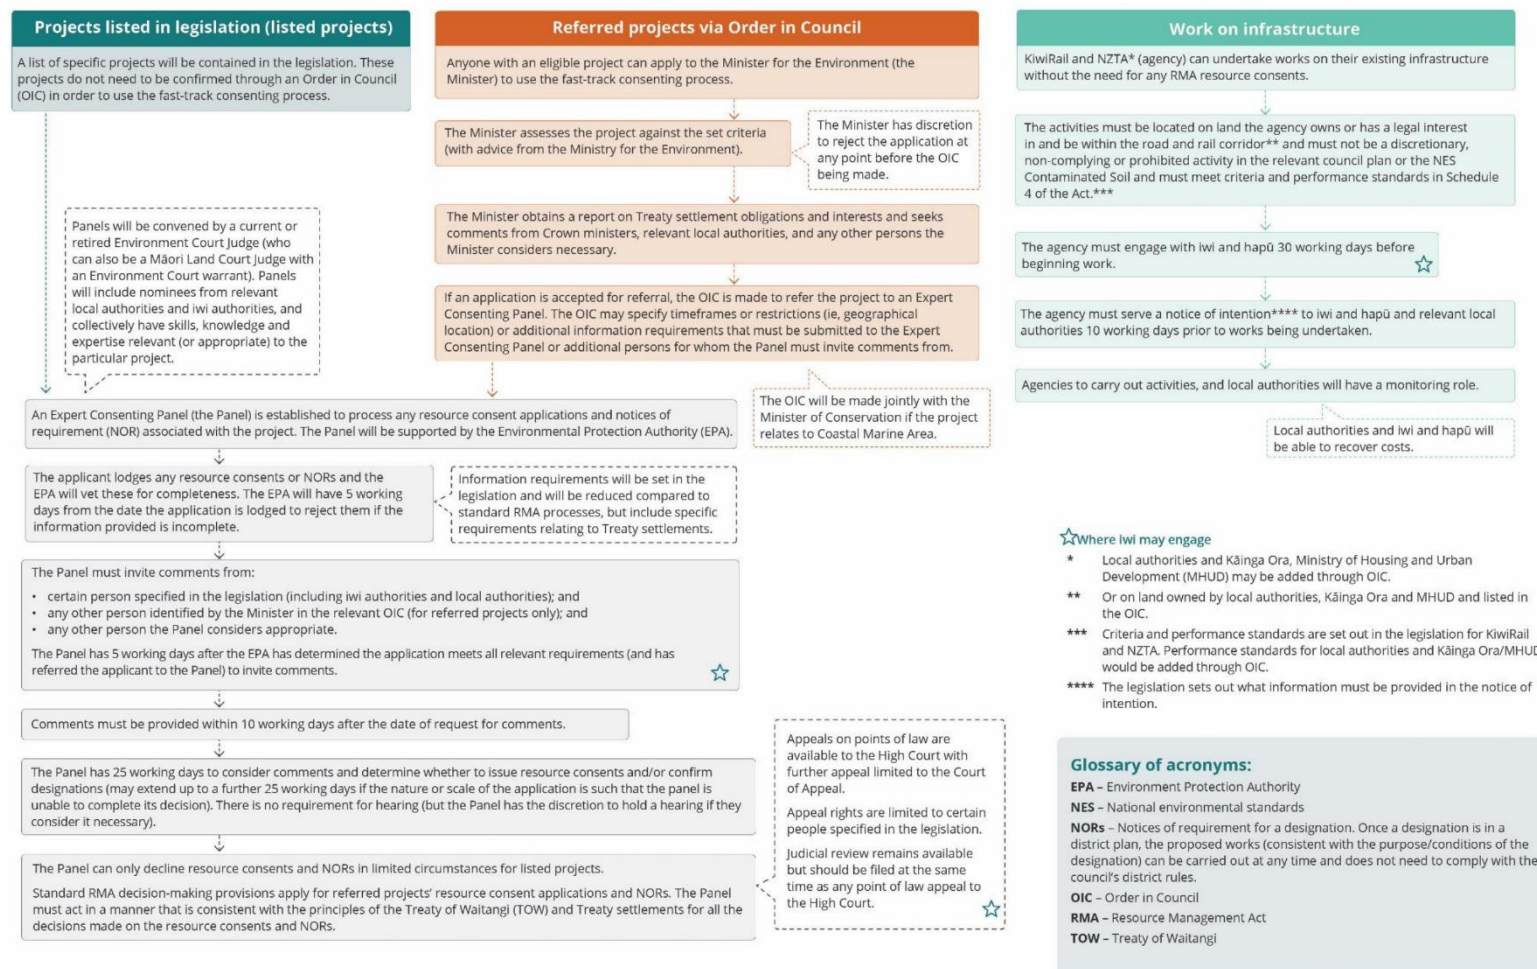 Projects listed in legislation (listed projects)
A list of specific projects will be contained in the legislation. These
projects do not need to be confirmed through an Order in Council
(OIC) in order to use the fast-track consenting process.
Panels will be convened by a current or
retired Environment Court Judge (who
can also be a Māori Land Court Judge with
an Environment Court warrant). Panels
will include nominees from relevant
local authorities and iwi authorities, and
collectively have skills, knowledge and
expertise relevant (or appropriate) to the
particular project.
Referred projects via Order in Council
Anyone with an eligible project can apply to the Minister for the Environment (the
Minister) to use the fast-track consenting process.
The Minister assesses the project against the set criteria
(with advice from the Ministry for the Environment).
The Minister has discretion
to reject the application at
any point before the OIC
being made.
The Minister obtains a report on Treaty settlement obligations and interests and seeks
comments from Crown ministers, relevant local authorities, and any other persons the
Minister considers necessary.
If an application is accepted for referral, the OIC is made to refer the project to an Expert
Consenting Panel. The OIC may specify timeframes or restrictions (ie, geographical
location) or additional information requirements that must be submitted to the Expert
Consenting Panel or additional persons for whom the Panel must invite comments from.
The OIC will be made jointly with the
Minister of Conservation if the project
relates to Coastal Marine Area.
An Expert Consenting Panel (the Panel) is established to process any resource consent applications and notices of
requirement (NOR) associated with the project. The Panel will be supported by the Environmental Protection Authority (EPA).
The applicant lodges any resource consents or NORs and the
EPA will vet these for completeness. The EPA will have 5 working
days from the date the application is lodged to reject them if the
information provided is incomplete.
Information requirements will be set in the
legislation and will be reduced compared to
standard RMA processes, but include specific
requirements relating to Treaty settlements.
The Panel must invite comments from:
• certain person specified in the legislation (including iwi authorities and local authorities); and
• any other person identified by the Minister in the relevant OIC (for referred projects only); and
• any other person the Panel considers appropriate.
The Panel has 5 working days after the EPA has determined the application meets all relevant requirements (and has
referred the applicant to the Panel) to invite comments.
Comments must be provided within 10 working days after the date of request for comments.
The Panel has 25 working days to consider comments and determine whether to issue resource consents and/or confirm
designations (may extend up to a further 25 working days if the nature or scale of the application is such that the panel is
unable to complete its decision). There is no requirement for hearing (but the Panel has the discretion to hold a hearing if they
consider it necessary).
The Panel can only decline resource consents and NORs in limited circumstances for listed projects.
Standard RMA decision-making provisions apply for referred projects' resource consent applications and NORs. The Panel
must act in a manner that is consistent with the principles of the Treaty of Waitangi (TOW) and Treaty settlements for all the
decisions made on the resource consents and NORs.
Appeals on points of law are
available to the High Court with
further appeal limited to the Court
of Appeal.
Appeal rights are limited to certain
people specified in the legislation.
Judicial review remains available
but should be filed at the same
time as any point of law appeal to
the High Court.
Work on infrastructure
KiwiRail and NZTA* (agency) can undertake works on their existing infrastructure
without the need for any RMA resource consents.
The activities must be located on land the agency owns or has a legal interest
in and be within the road and rail corridor** and must not be a discretionary,
non-complying or prohibited activity in the relevant council plan or the NES
Contaminated Soil and must meet criteria and performance standards in Schedule
4 of the Act.***
The agency must engage with iwi and hapū 30 working days before
beginning work.
The agency must serve a notice of intention**** to iwi and hapū and relevant local
authorities 10 working days prior to works being undertaken.
Agencies to carry out activities, and local authorities will have a monitoring role.
Local authorities and iwi and hapū will
be able to recover costs.
Where iwi may engage
* Local authorities and Kāinga Ora, Ministry of Housing and Urban
Development (MHUD) may be added through OIC.
** Or on land owned by local authorities, Kāinga Ora and MHUD and listed in
the OIC.
*** Criteria and performance standards are set out in the legislation for KiwiRail
and NZTA. Performance standards for local authorities and Kāinga Ora/MHUD
would be added through OIC.
**** The legislation sets out what information must be provided in the notice of
intention.
Glossary of acronyms:
EPA – Environment Protection Authority
NES – National environmental standards
NORs – Notices of requirement for a designation. Once a designation is in a
district plan, the proposed works (consistent with the purpose/conditions of the
designation) can be carried out at any time and does not need to comply with the
council's district rules.
OIC – Order in Council
RMA – Resource Management Act
TOW – Treaty of Waitangi